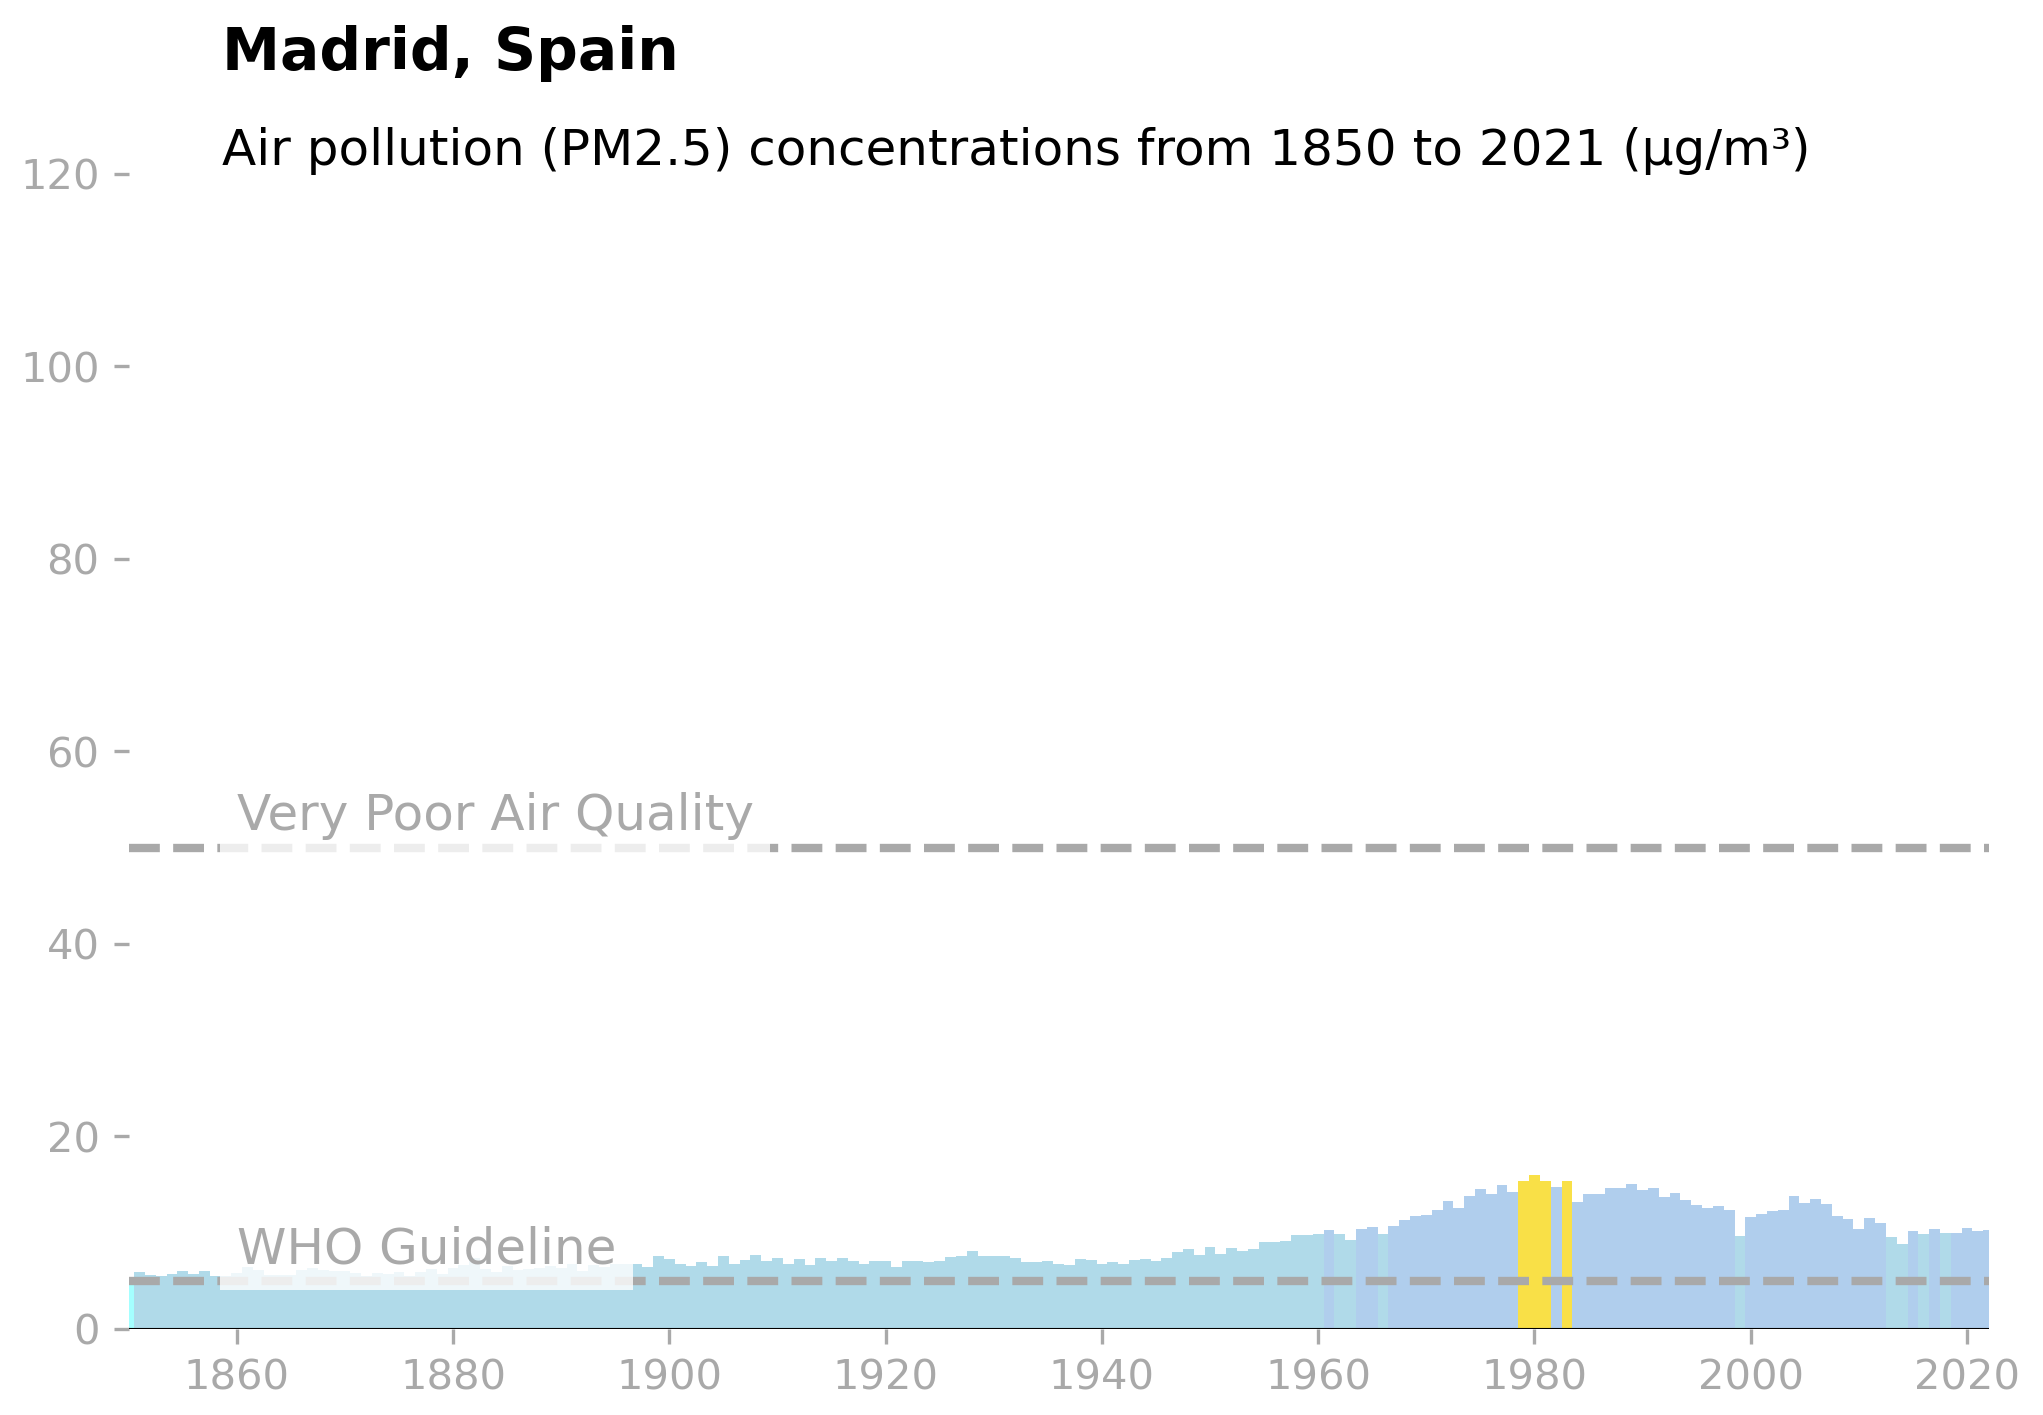 Madrid, Spain
Air pollution (PM2.5) concentrations from 1850 to 2021 (µg/m³)
120
100
80
60
Very Poor Air Quality
40
20
WHO Guideline
0
1860 1880 1900 1920 1940 1960 1980 2000 2020